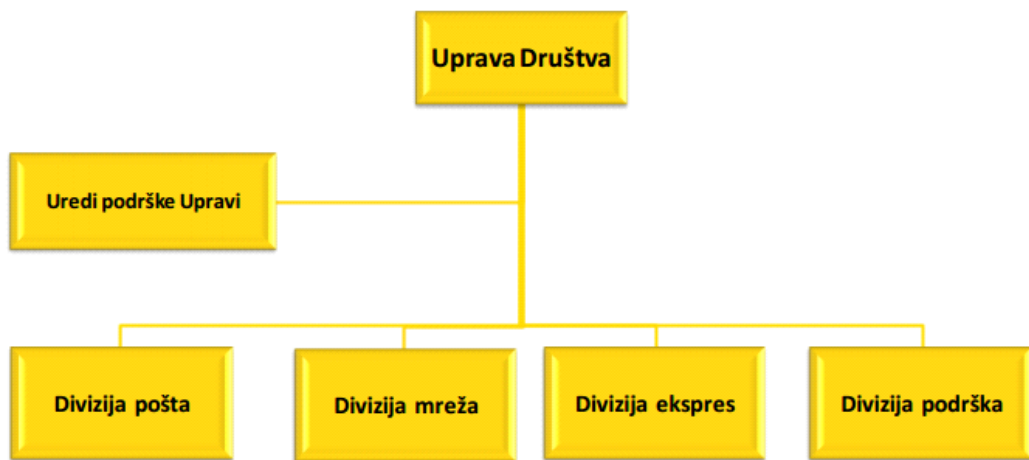 Uprava Društva
Uredi podrške Upravi
Divizija pošta
Divizija mreža
Divizija ekspres
Divizija podrška